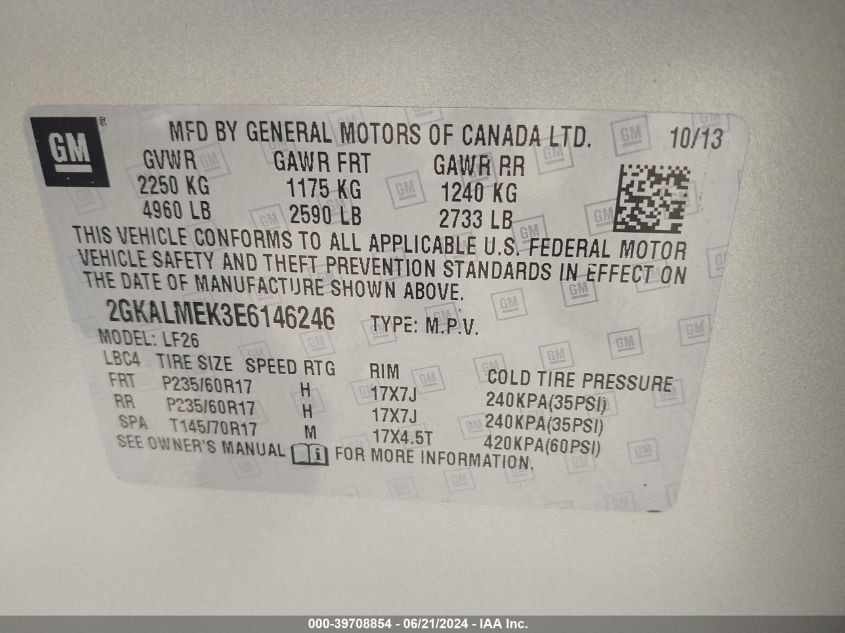 GM ® MFD BY GENERAL MOTORS OF CANADA LTD. 10/13
GVWR GAWR FRT GAWR RR
2250 KG 1175 KG 1240 KG
4960 LB 2590 LB 2733 LB
THIS VEHICLE CONFORMS TO ALL APPLICABLE U.S. FEDERAL MOTOR
VEHICLE SAFETY AND THEFT PREVENTION STANDARDS IN EFFECT ON
THE DATE OF MANUFACTURE SHOWN ABOVE.
2GKALMEK3E6146246 TYPE: M.P.V.
MODEL: LF26
LBC4 TIRE SIZE SPEED RTG RIM COLD TIRE PRESSURE
FRT P235/60R17 H 17X7J 240KPA(35PSI)
RR P235/60R17 H 17X7J 240KPA(35PSI)
SPA T145/70R17 M 17X4.5T 420KPA(60PSI)
SEE OWNER'S MANUAL i FOR MORE INFORMATION.
000-39708854 - 06/21/2024 - IAA Inc.